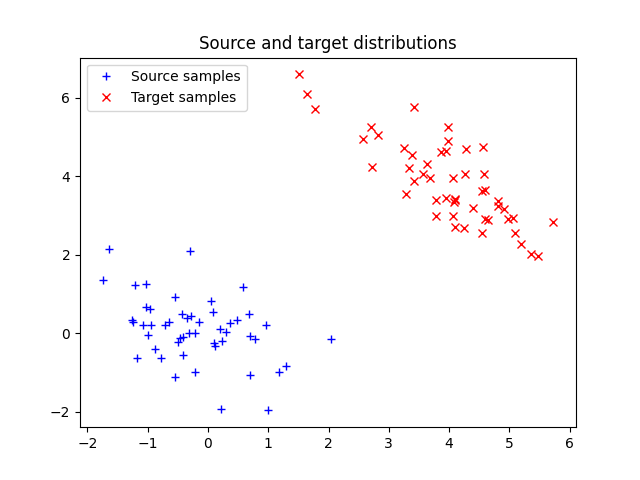 Source and target distributions
Source samples
Target samples
6
4
2
0
−2
−2 −1 0 1 2 3 4 5 6